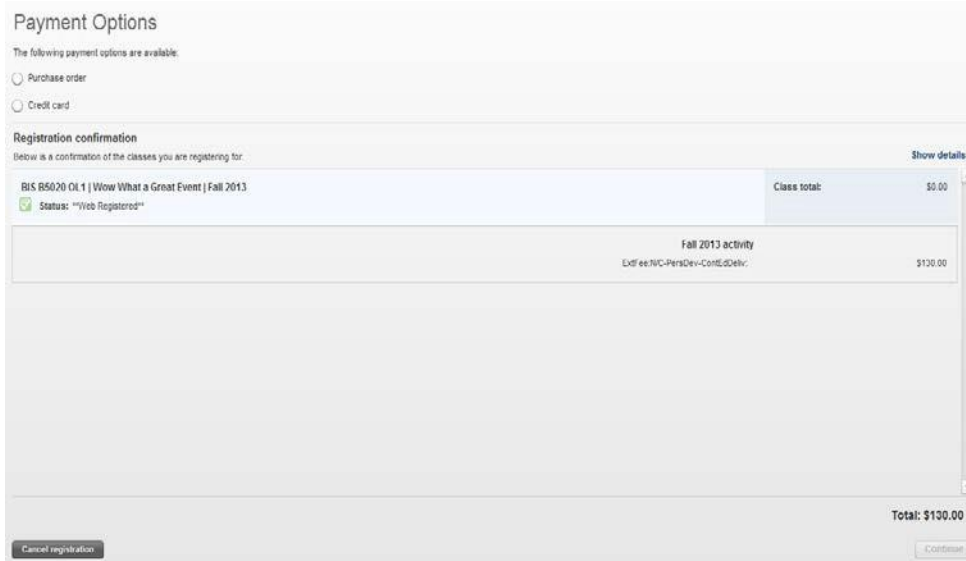 Payment Options
The following payment options are available:
Purchase order
Credit card
Registration confirmation
Below is a confirmation of the classes you are registering for.
Show details
BIS B5020 OL1 | Wow What a Great Event | Fall 2013
Class total: $0.00
Status: **Web Registered**
Fall 2013 activity
ExtFee:N/C-PersDev-ContEdDeliv: $130.00
Total: $130.00
Cancel registration
Continue